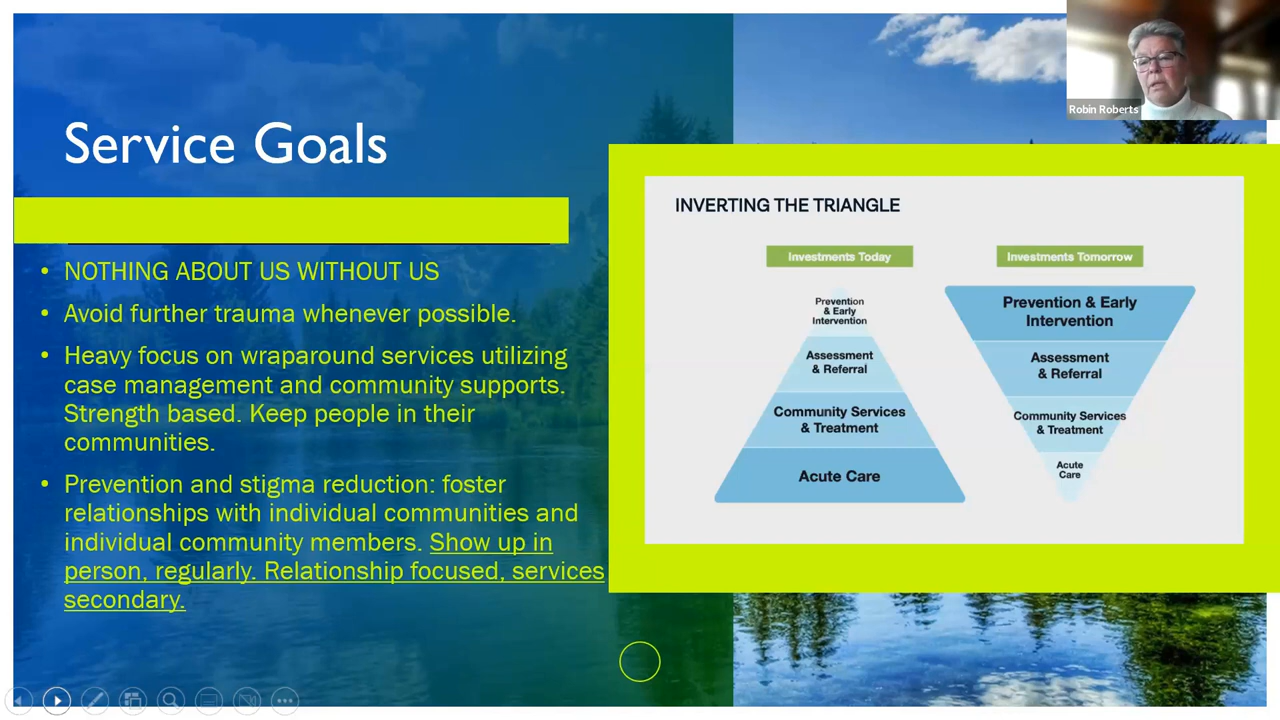 Robin Roberts
Service Goals
• NOTHING ABOUT US WITHOUT US
• Avoid further trauma whenever possible.
• Heavy focus on wraparound services utilizing
case management and community supports.
Strength based. Keep people in their
communities.
• Prevention and stigma reduction: foster
relationships with individual communities and
individual community members. Show up in
person, regularly. Relationship focused, services
secondary.
INVERTING THE TRIANGLE
Investments Today
Prevention
& Early
Intervention
Assessment
& Referral
Community Services
& Treatment
Acute Care
Investments Tomorrow
Prevention & Early
Intervention
Assessment
& Referral
Community Services
& Treatment
Acute
Care